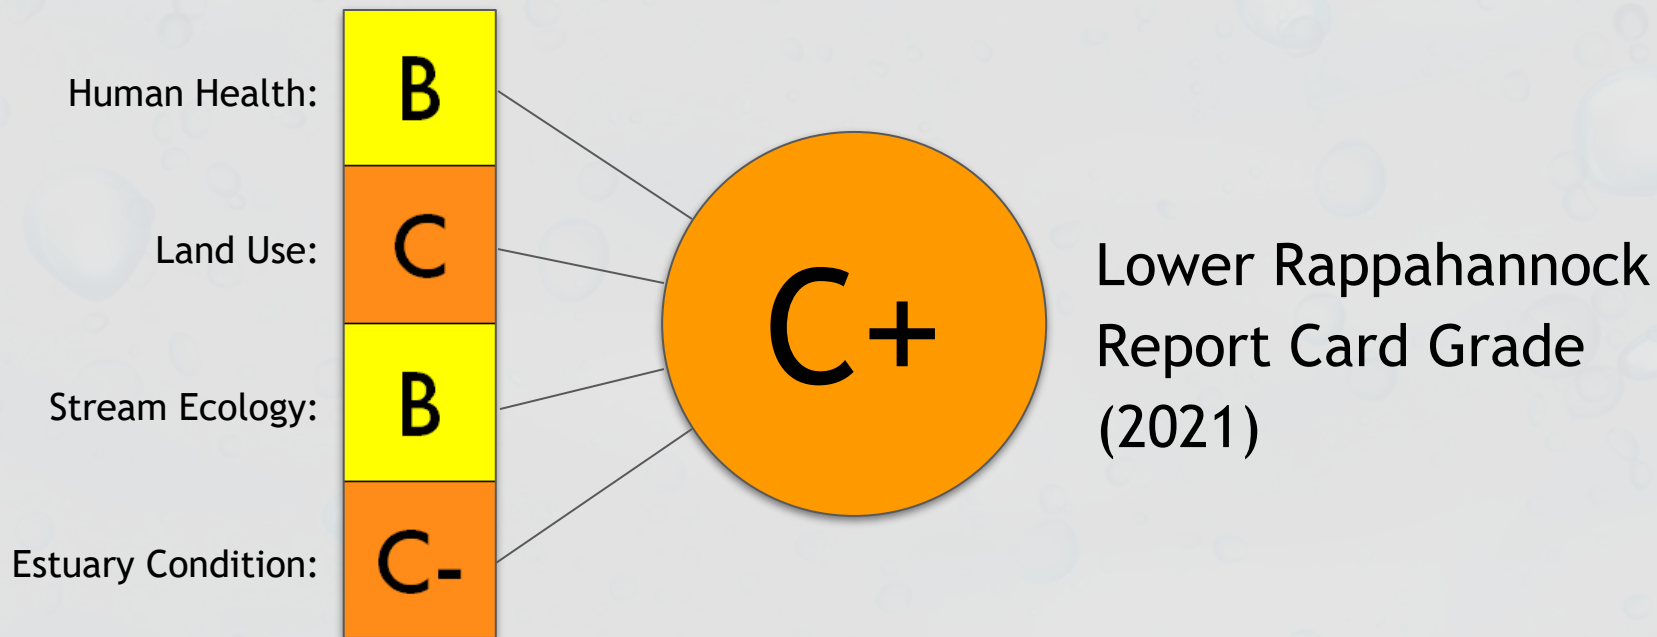 Human Health:
B
Land Use:
C
Stream Ecology:
B
Estuary Condition:
C-
C+
Lower Rappahannock
Report Card Grade
(2021)